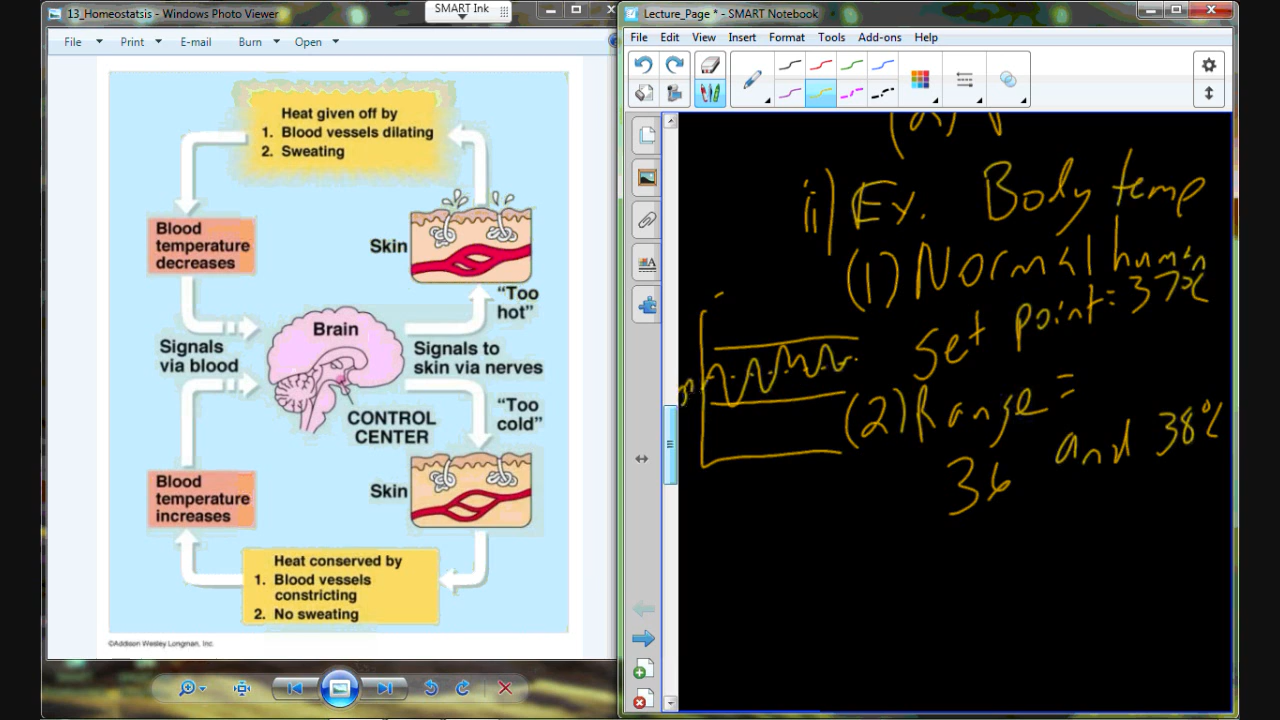 13_Homeostatsis - Windows Photo Viewer
SMART Ink
File Print E-mail Burn Open
Heat given off by
1. Blood vessels dilating
2. Sweating
Blood
temperature
decreases
Skin
"Too
hot"
Brain
Signals
via blood
Signals to
skin via nerves
CONTROL
CENTER
"Too
cold"
Skin
Blood
temperature
increases
Heat conserved by
1. Blood vessels
constricting
2. No sweating
©Addison Wesley Longman, Inc.
Lecture_Page * - SMART Notebook
File Edit View Insert Format Tools Add-ons Help
ii) Ex. Body temp
(1) Normal human
set point: 37°C
(2) Range =
36 and 38°C